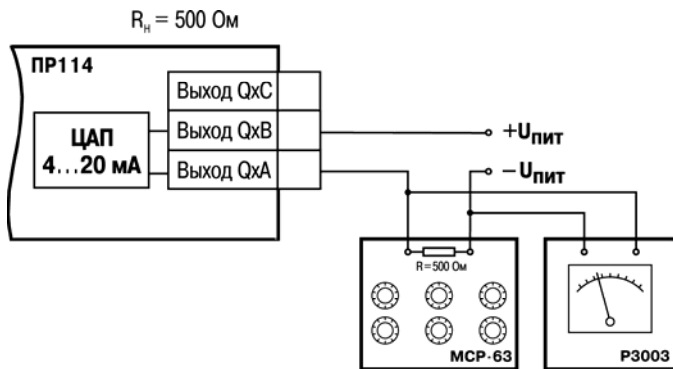 Rн = 500 Ом
ПР114
Выход QxC
ЦАП
4...20 мА
Выход QxB
Выход QxA
+Uпит
–Uпит
R=500 Ом
МСР-63
Р3003